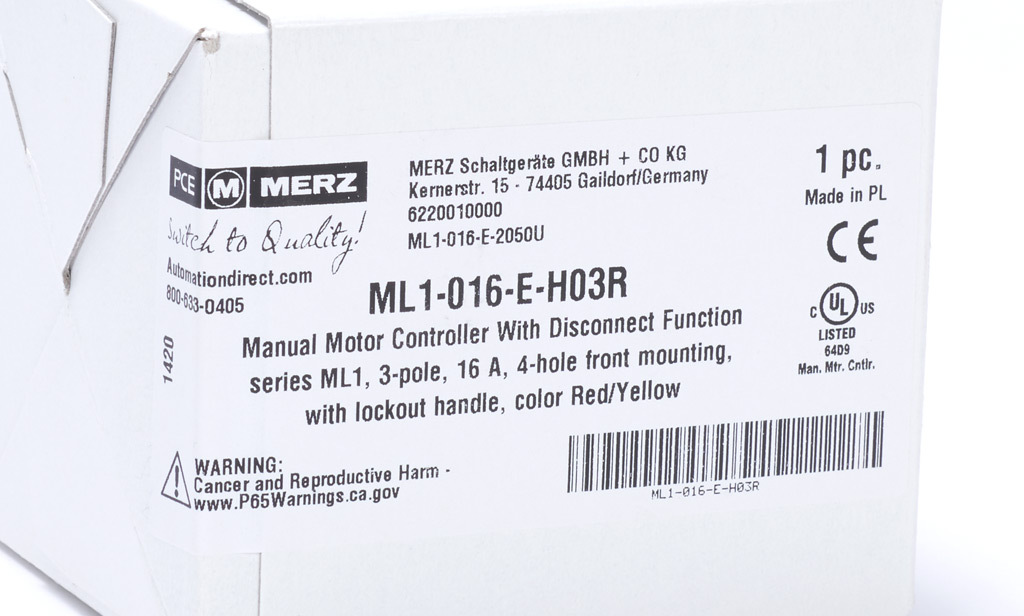 PCE M MERZ
Switch to Quality!
Automationdirect.com
800-633-0405
MERZ Schaltgeräte GMBH + CO KG
Kernerstr. 15 - 74405 Gaildorf/Germany
6220010000
ML1-016-E-2050U
1 pc.
Made in PL
CE
C UL US
LISTED
64D9
Man. Mtr. Cntlr.
ML1-016-E-H03R
Manual Motor Controller With Disconnect Function
series ML1, 3-pole, 16 A, 4-hole front mounting,
with lockout handle, color Red/Yellow
1420
WARNING:
Cancer and Reproductive Harm -
www.P65Warnings.ca.gov
ML1-016-E-H03R